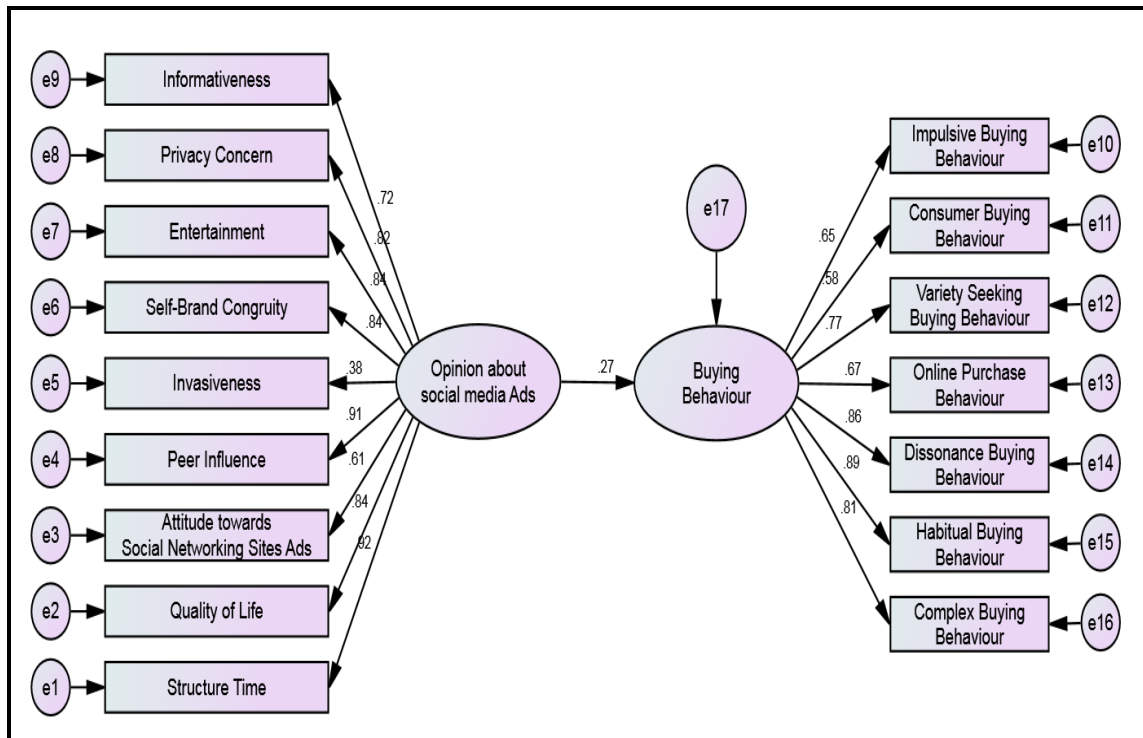 e9
Informativeness
e8
Privacy Concern
e7
Entertainment
e6
Self-Brand Congruity
e5
Invasiveness
e4
Peer Influence
e3
Attitude towards
Social Networking Sites Ads
e2
Quality of Life
e1
Structure Time
.72
.82
.84
.84
.38
.91
.61
.84
.92
Opinion about
social media Ads
.27
e17
Buying
Behaviour
.65
.58
.77
.67
.86
.89
.81
Impulsive Buying
Behaviour
e10
Consumer Buying
Behaviour
e11
Variety Seeking
Buying Behaviour
e12
Online Purchase
Behaviour
e13
Dissonance Buying
Behaviour
e14
Habitual Buying
Behaviour
e15
Complex Buying
Behaviour
e16